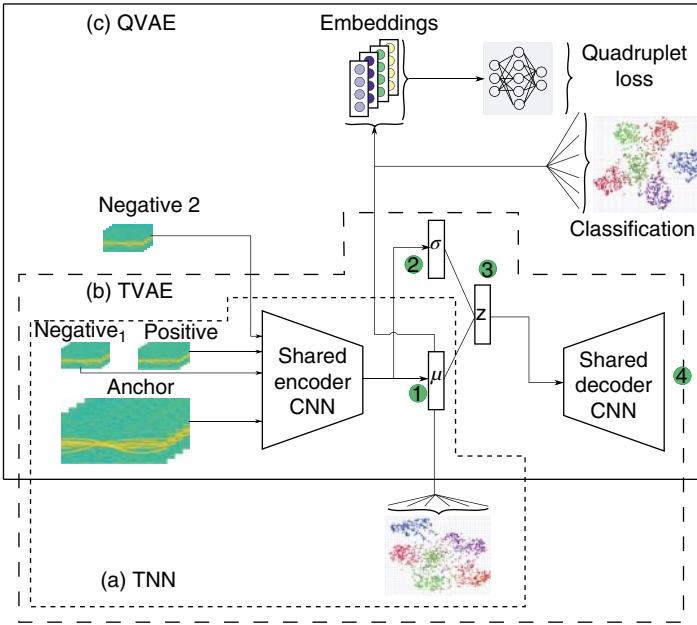 (c) QVAE
Embeddings
Quadruplet
loss
Negative 2
Classification
σ
2
3
(b) TVAE
z
Negative1
Positive
Shared
encoder
CNN
Shared
decoder
CNN
4
Anchor
μ
1
(a) TNN